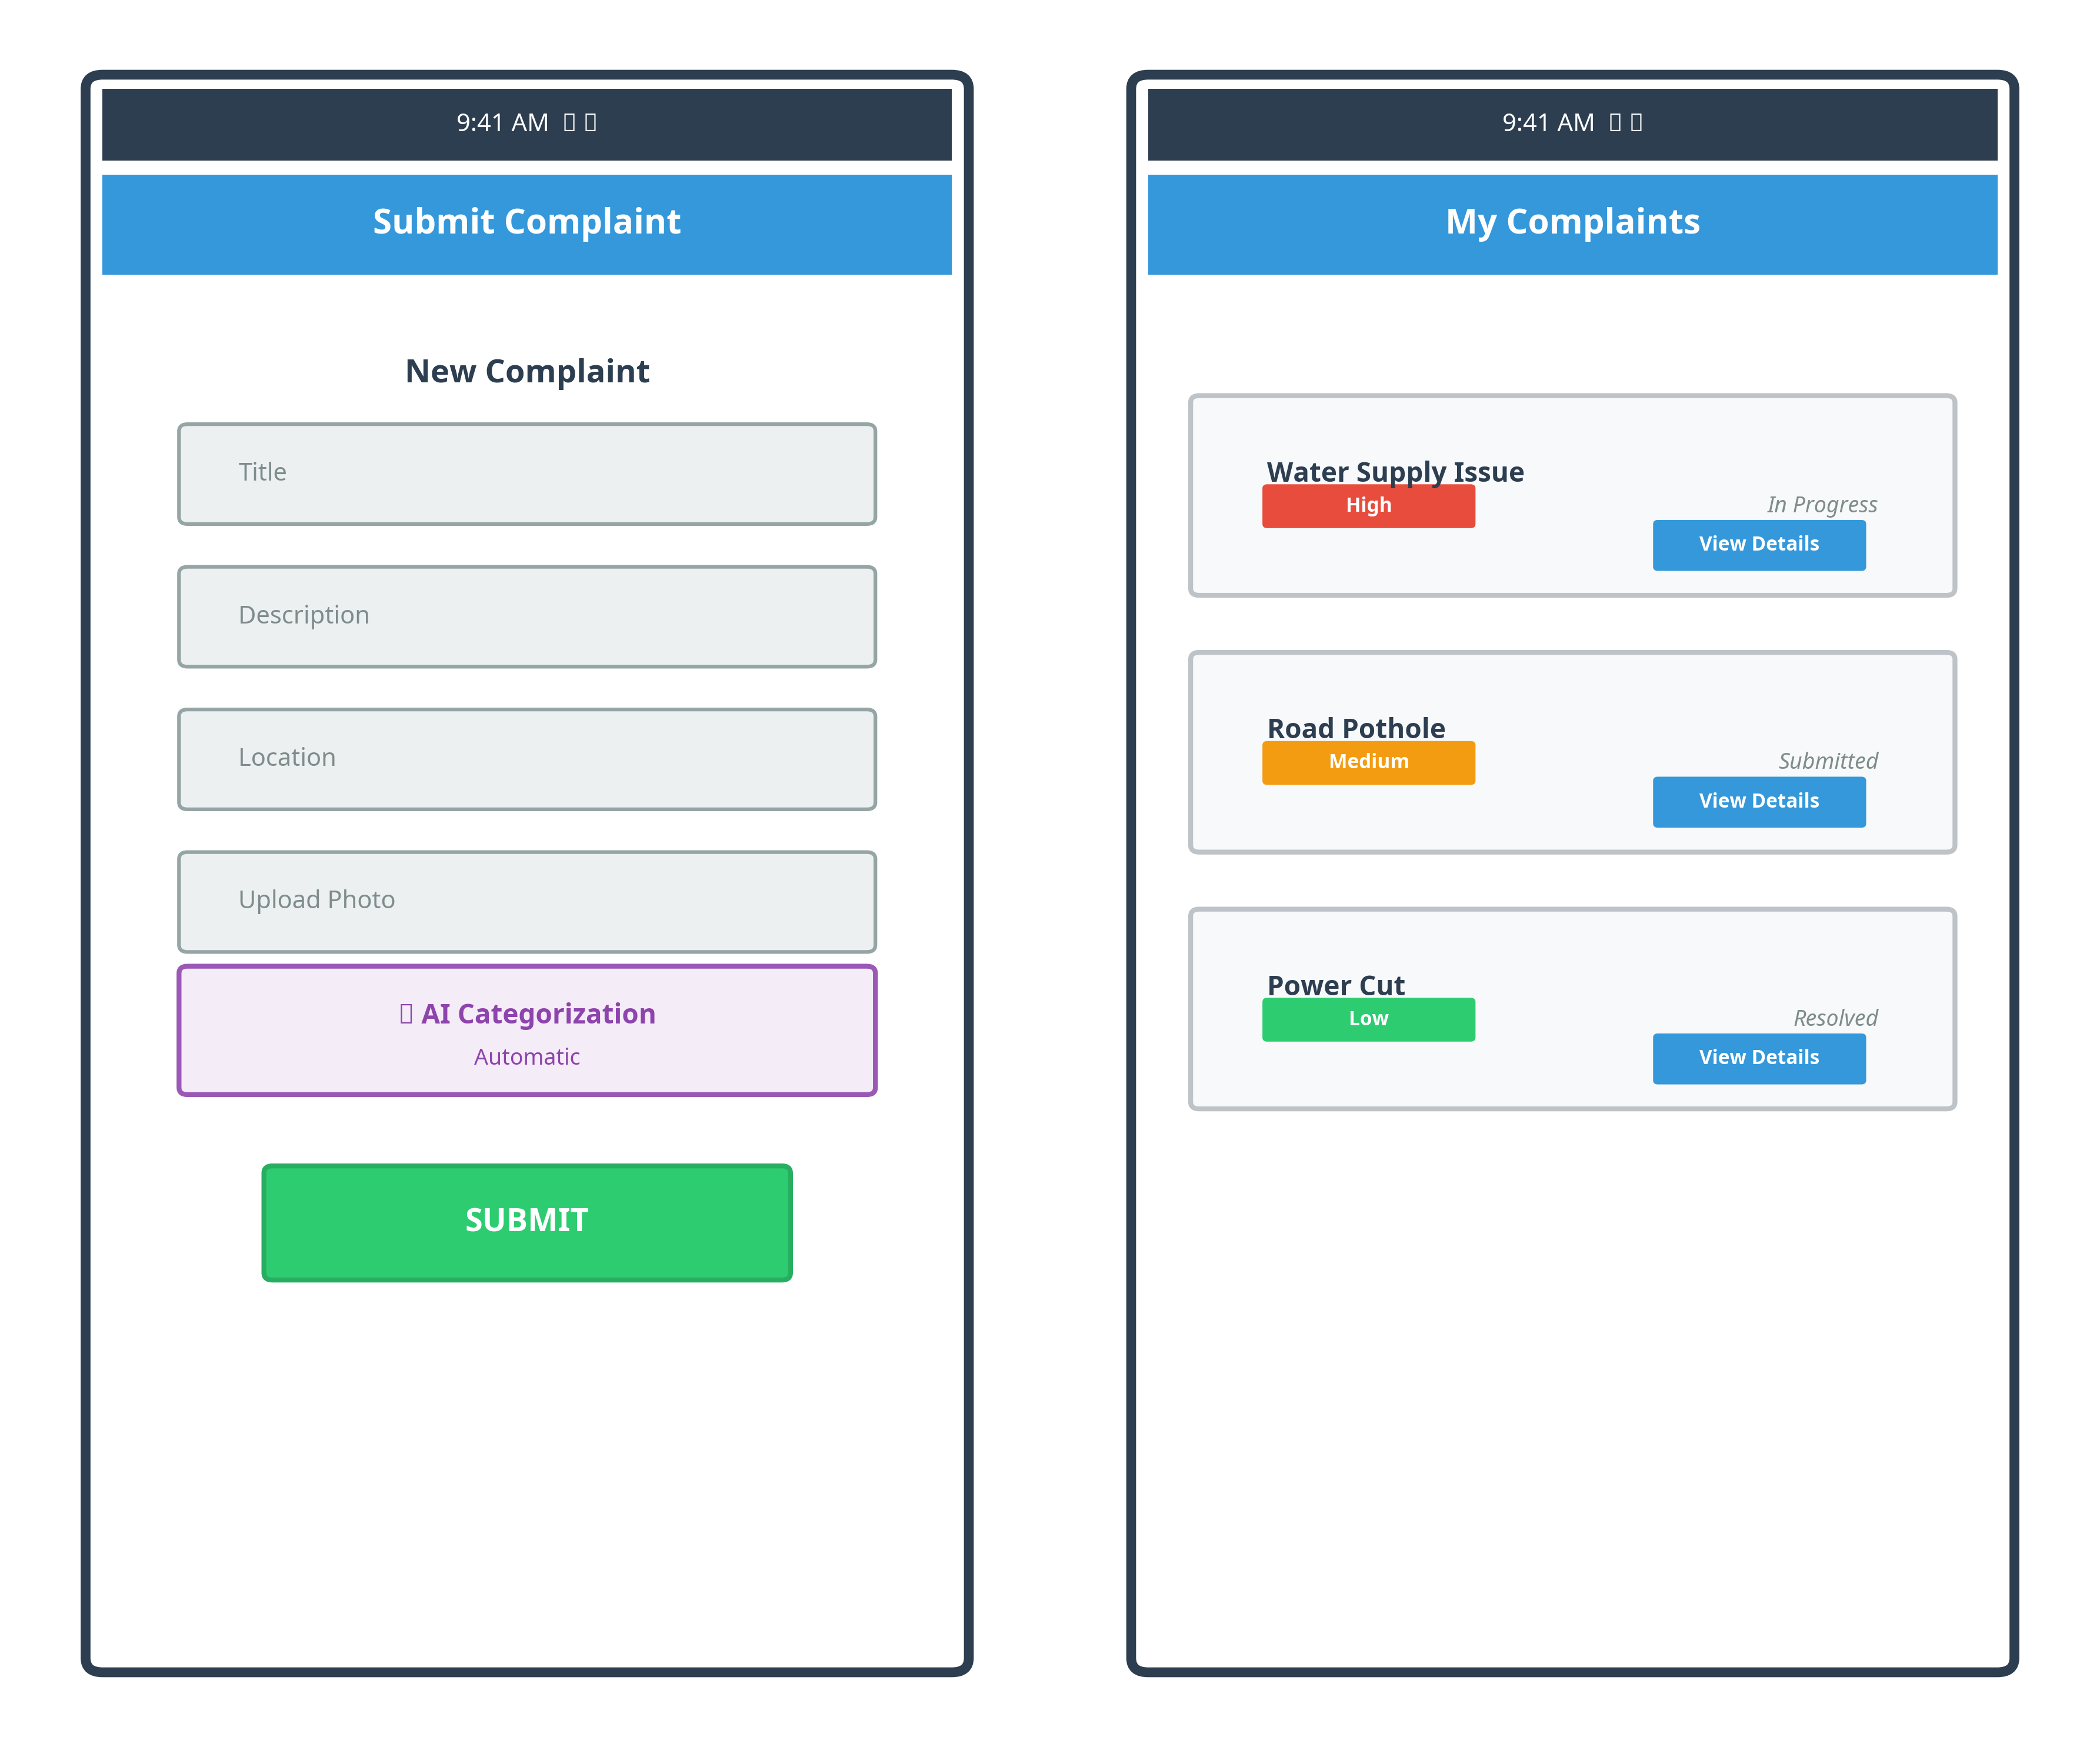 9:41 AM
Submit Complaint
New Complaint
Title
Description
Location
Upload Photo
AI Categorization
Automatic
SUBMIT
9:41 AM
My Complaints
Water Supply Issue
High
In Progress
View Details
Road Pothole
Medium
Submitted
View Details
Power Cut
Low
Resolved
View Details